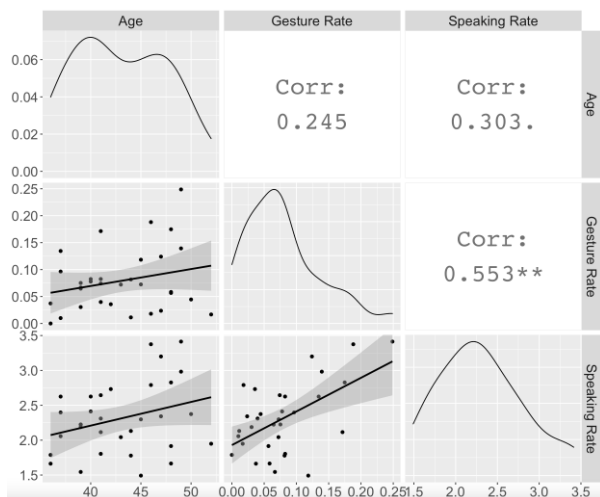 Age Gesture Rate Speaking Rate
0.06
0.04
0.02
0.00
Corr:
0.245
Corr:
0.303.
Age
0.25
0.20
0.15
0.10
0.05
0.00
Corr:
0.553**
Gesture Rate
3.5
3.0
2.5
2.0
1.5
Speaking Rate
40 45 50 0.00 0.05 0.10 0.15 0.20 0.25 1.5 2.0 2.5 3.0 3.5